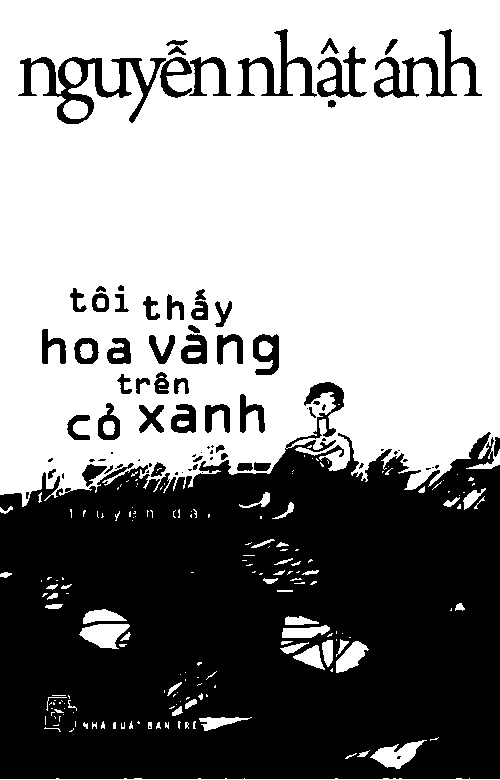 nguyễn nhật ánh
tôi thấy
hoa vàng
trên
cỏ xanh
truyện dài
NHÀ XUẤT BẢN TRẺ